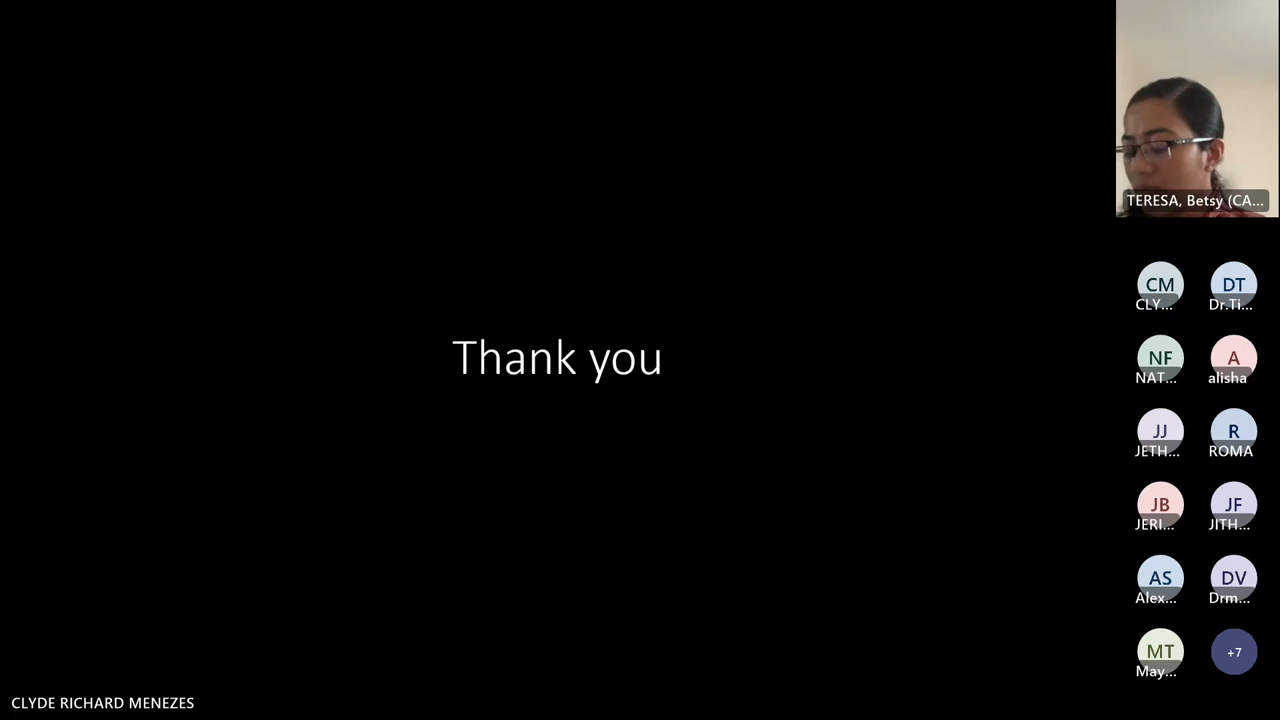 Thank you
TERESA, Betsy (CA...
CM DT
CLY... Dr.Ti...
NF A
NAT... alisha
JJ R
JETH... ROMA
JB JF
JERI... JITH...
AS DV
Alex... Drm...
MT +7
May...
CLYDE RICHARD MENEZES